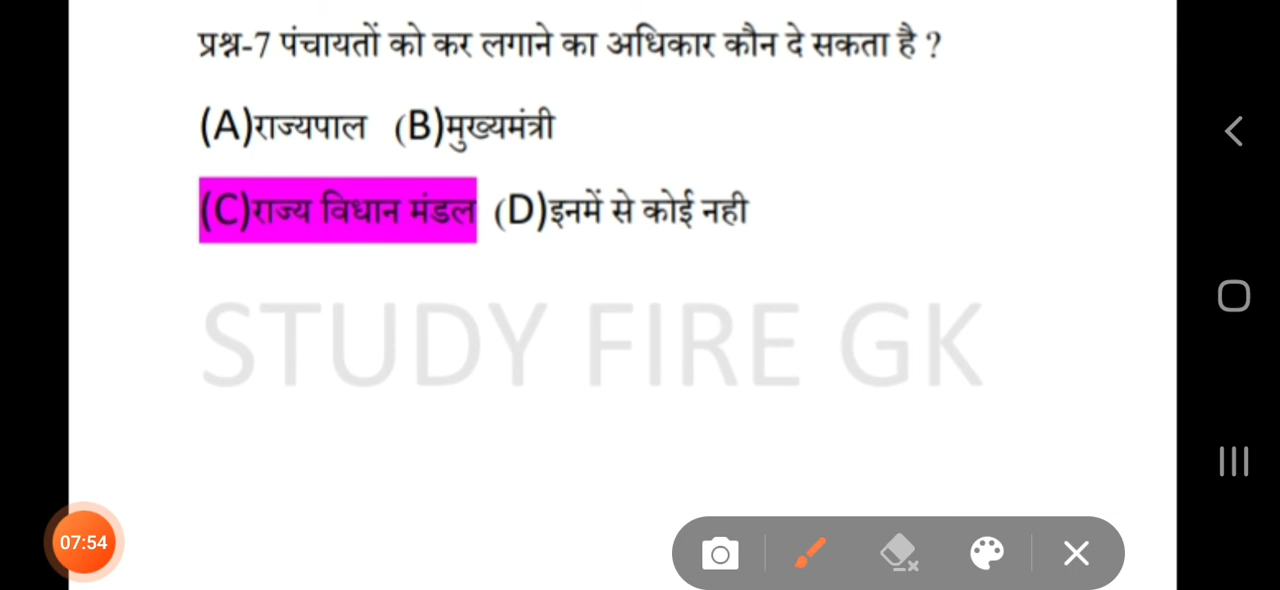 प्रश्न-7 पंचायतों को कर लगाने का अधिकार कौन दे सकता है ?
(A)राज्यपाल (B)मुख्यमंत्री
(C)राज्य विधान मंडल (D)इनमें से कोई नही
STUDY FIRE GK
07:54